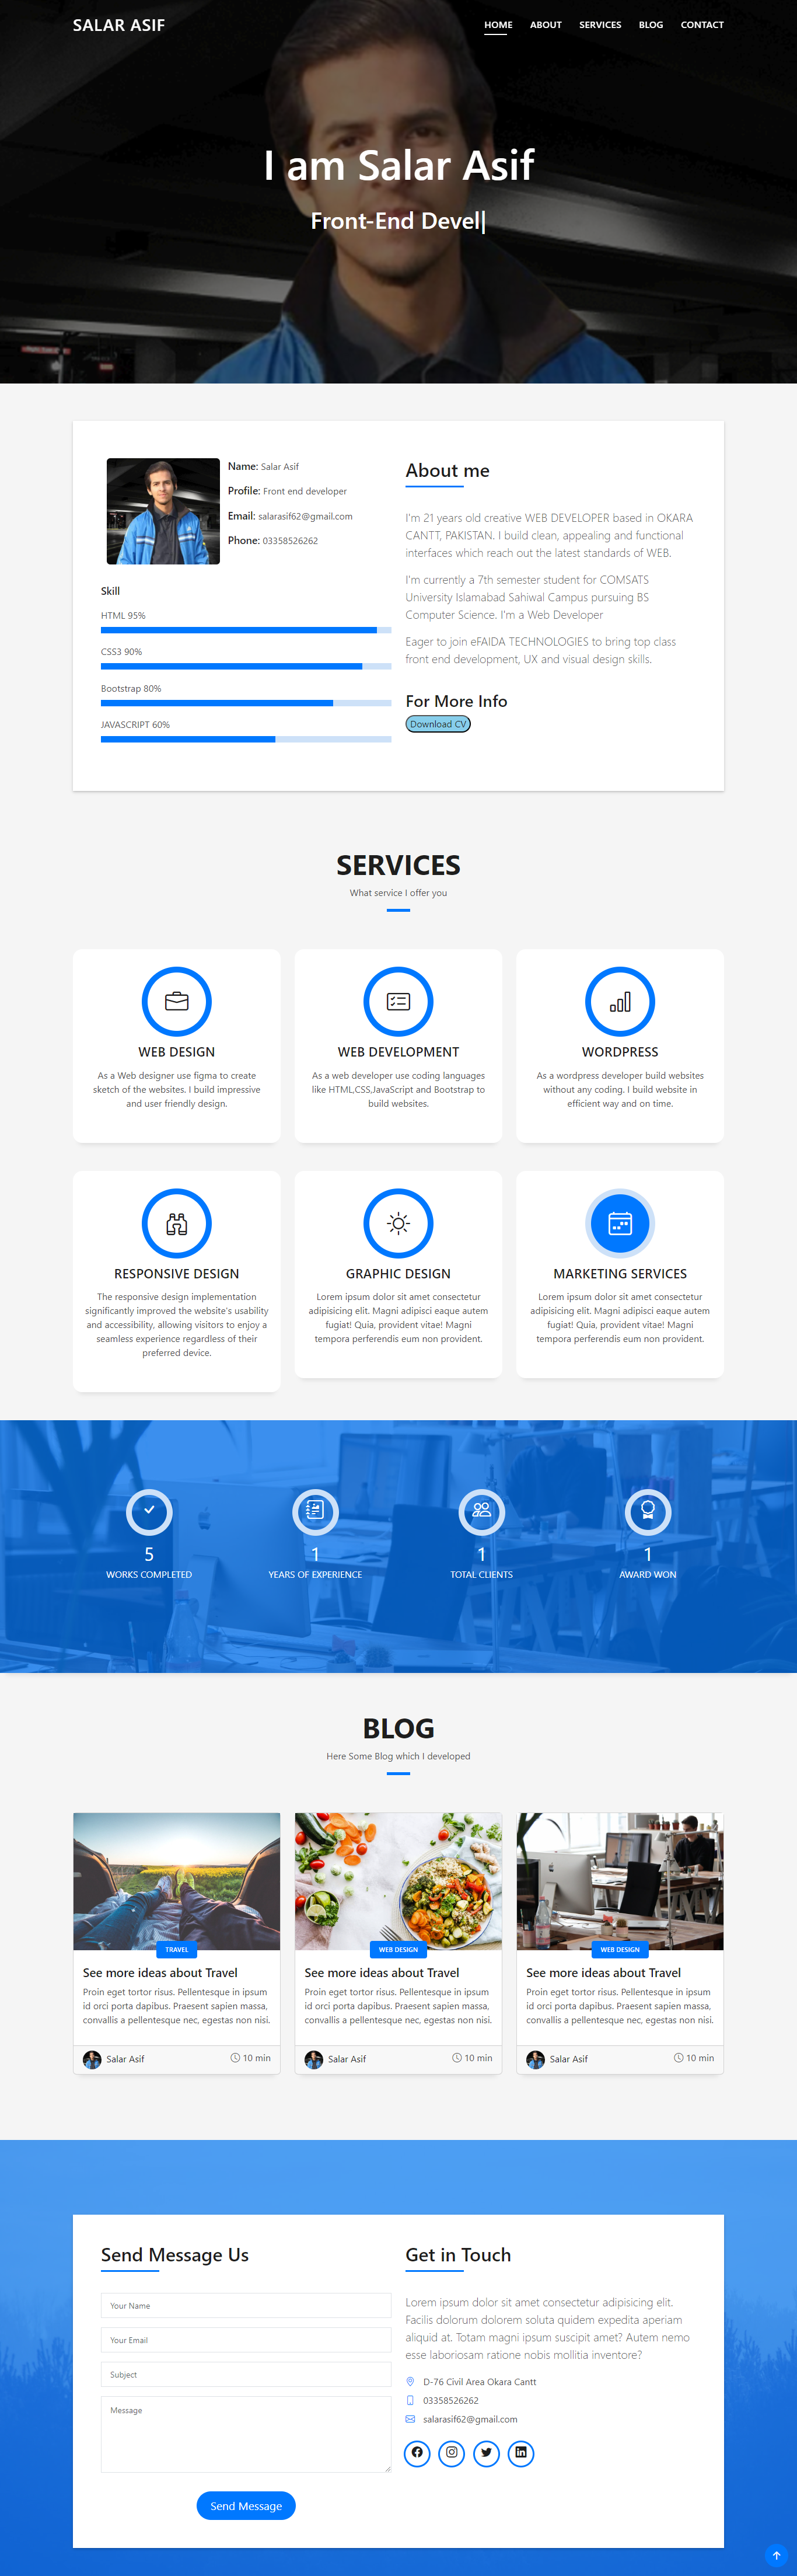 SALAR ASIF
HOME ABOUT SERVICES BLOG CONTACT
I am Salar Asif
Front-End Devel|
Name: Salar Asif
Profile: Front end developer
Email: salarasif62@gmail.com
Phone: 03358526262
Skill
HTML 95%
CSS3 90%
Bootstrap 80%
JAVASCRIPT 60%
About me
I'm 21 years old creative WEB DEVELOPER based in OKARA
CANTT, PAKISTAN. I build clean, appealing and functional
interfaces which reach out the latest standards of WEB.
I'm currently a 7th semester student for COMSATS
University Islamabad Sahiwal Campus pursuing BS
Computer Science. I'm a Web Developer
Eager to join eFAIDA TECHNOLOGIES to bring top class
front end development, UX and visual design skills.
For More Info
Download CV
SERVICES
What service I offer you
WEB DESIGN
As a Web designer use figma to create
sketch of the websites. I build impressive
and user friendly design.
WEB DEVELOPMENT
As a web developer use coding languages
like HTML,CSS,JavaScript and Bootstrap to
build websites.
WORDPRESS
As a wordpress developer build websites
without any coding. I build website in
efficient way and on time.
RESPONSIVE DESIGN
The responsive design implementation
significantly improved the website's usability
and accessibility, allowing visitors to enjoy a
seamless experience regardless of their
preferred device.
GRAPHIC DESIGN
Lorem ipsum dolor sit amet consectetur
adipisicing elit. Magni adipisci eaque autem
fugiat! Quia, provident vitae! Magni
tempora perferendis eum non provident.
MARKETING SERVICES
Lorem ipsum dolor sit amet consectetur
adipisicing elit. Magni adipisci eaque autem
fugiat! Quia, provident vitae! Magni
tempora perferendis eum non provident.
5
WORKS COMPLETED
1
YEARS OF EXPERIENCE
1
TOTAL CLIENTS
1
AWARD WON
BLOG
Here Some Blog which I developed
TRAVEL
See more ideas about Travel
Proin eget tortor risus. Pellentesque in ipsum
id orci porta dapibus. Praesent sapien massa,
convallis a pellentesque nec, egestas non nisi.
Salar Asif 10 min
WEB DESIGN
See more ideas about Travel
Proin eget tortor risus. Pellentesque in ipsum
id orci porta dapibus. Praesent sapien massa,
convallis a pellentesque nec, egestas non nisi.
Salar Asif 10 min
WEB DESIGN
See more ideas about Travel
Proin eget tortor risus. Pellentesque in ipsum
id orci porta dapibus. Praesent sapien massa,
convallis a pellentesque nec, egestas non nisi.
Salar Asif 10 min
Send Message Us
Your Name
Your Email
Subject
Message
Send Message
Get in Touch
Lorem ipsum dolor sit amet consectetur adipisicing elit.
Facilis dolorum dolorem soluta quidem expedita aperiam
aliquid at. Totam magni ipsum suscipit amet? Autem nemo
esse laboriosam ratione nobis mollitia inventore?
D-76 Civil Area Okara Cantt
03358526262
salarasif62@gmail.com